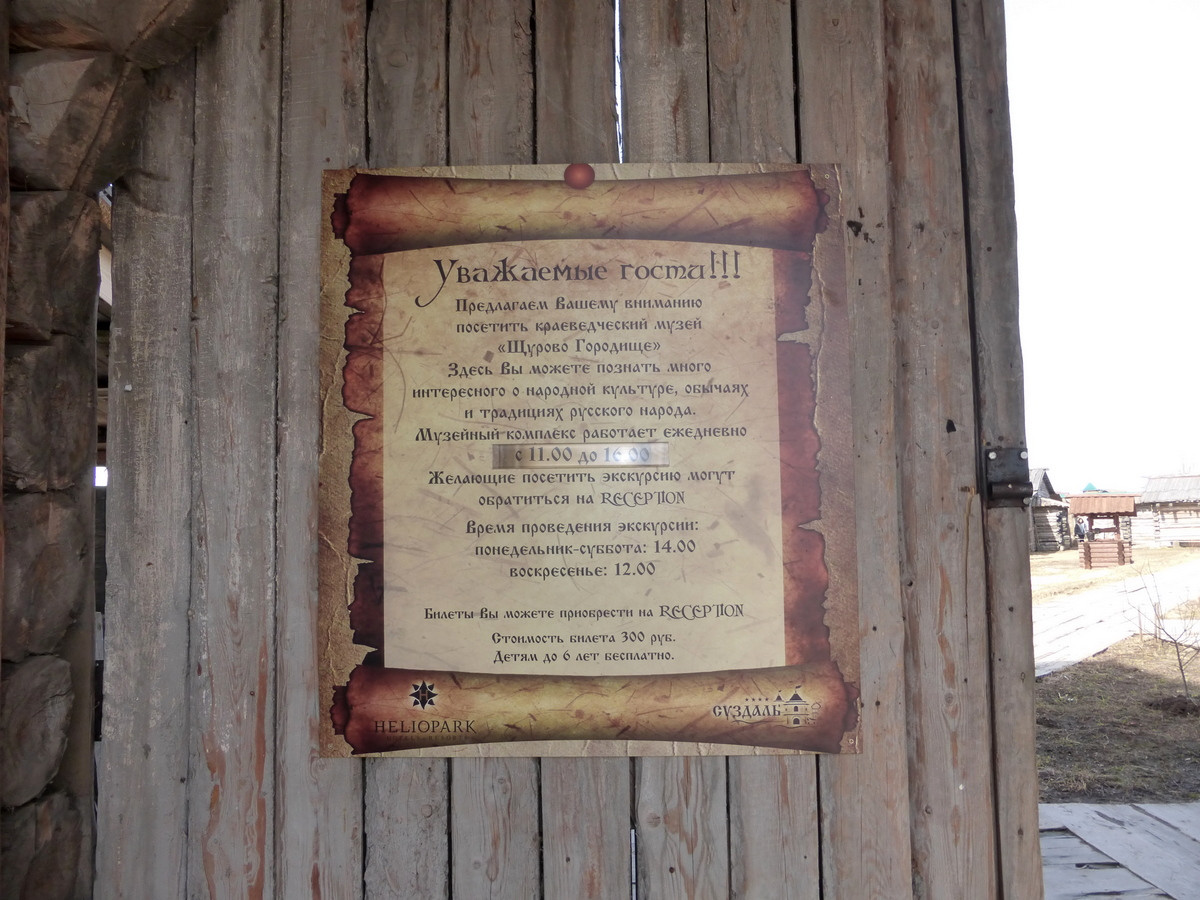 Уважаемые гости!!!
Предлагаем Вашему вниманию
посетить краеведческий музей
«Щурово Городище»
Здесь Вы можете познать много
интересного о народной культуре, обычаях
и традициях русского народа.
Музейный комплекс работает ежедневно
с 11.00 до 16.00
Желающие посетить экскурсию могут
обратиться на RECEPTION
Время проведения экскурсии:
понедельник-суббота: 14.00
воскресенье: 12.00
Билеты Вы можете приобрести на RECEPTION
Стоимость билета 300 руб.
Детям до 6 лет бесплатно.
HELIOPARK
СУЗДАЛЬ